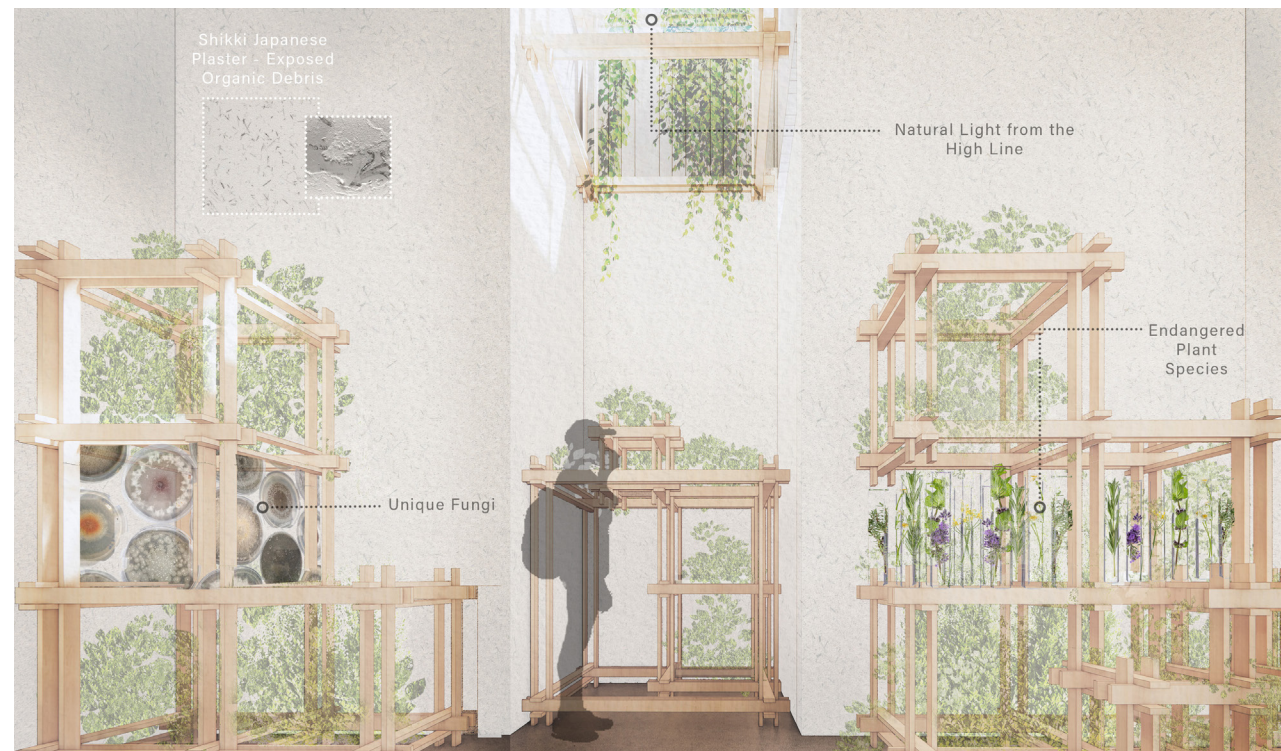 Shikki Japanese
Plaster - Exposed
Organic Debris
Natural Light from the
High Line
Endangered
Plant
Species
Unique Fungi